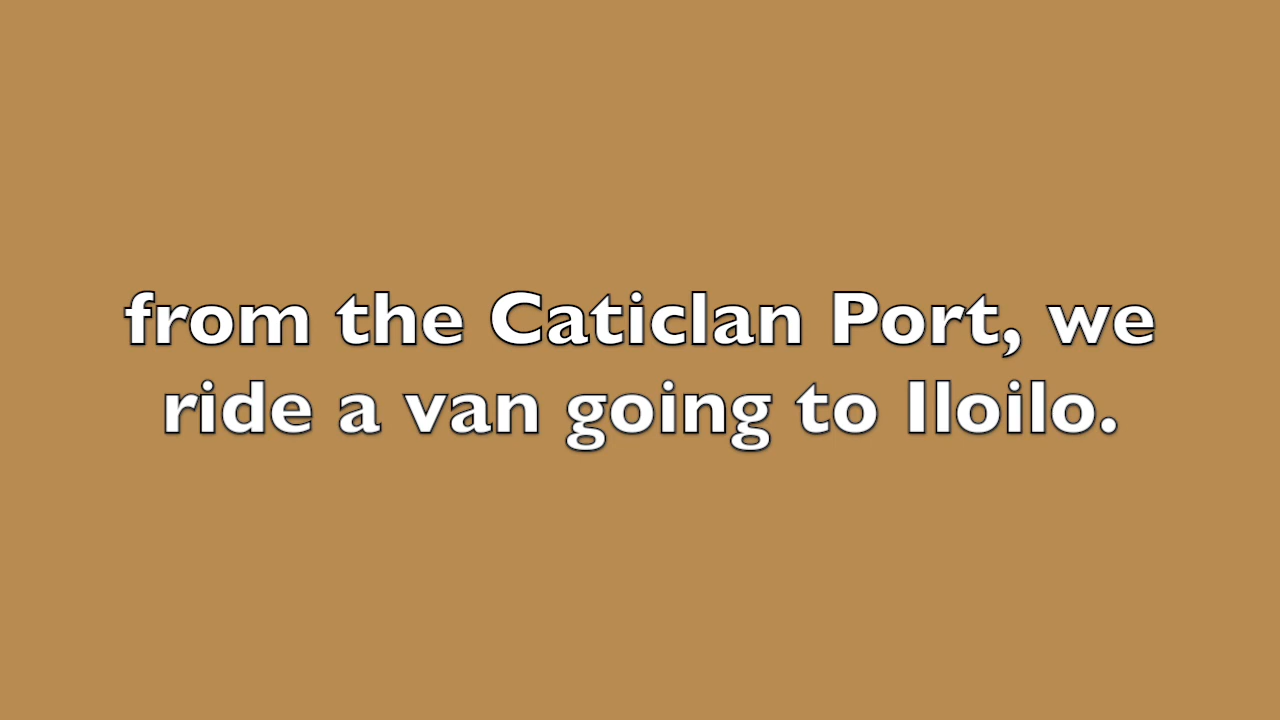 from the Caticlan Port, we
ride a van going to Iloilo.